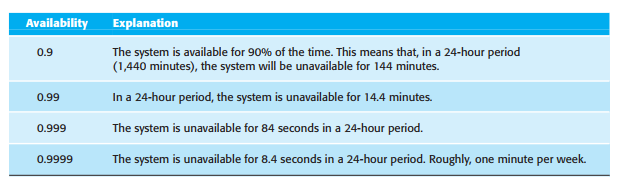 Availability Explanation
0.9 The system is available for 90% of the time. This means that, in a 24-hour period
(1,440 minutes), the system will be unavailable for 144 minutes.
0.99 In a 24-hour period, the system is unavailable for 14.4 minutes.
0.999 The system is unavailable for 84 seconds in a 24-hour period.
0.9999 The system is unavailable for 8.4 seconds in a 24-hour period. Roughly, one minute per week.